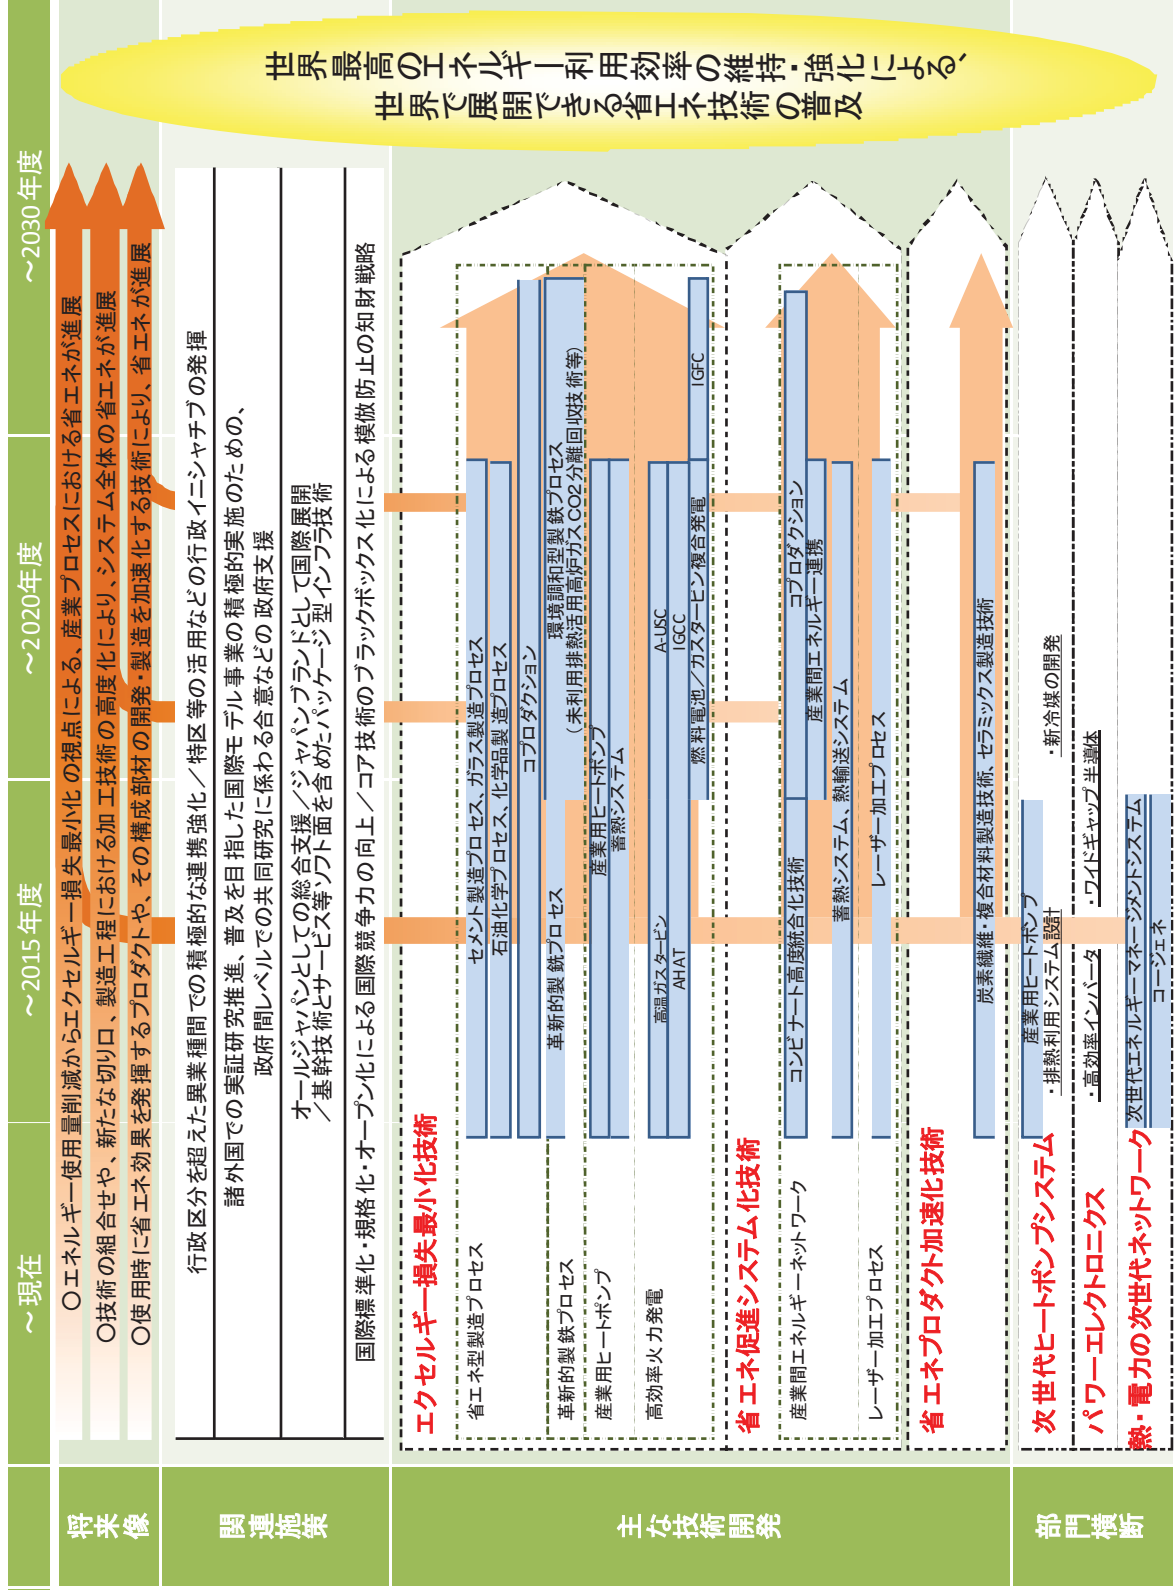 ~現在
~2015年度
~2020年度
~2030年度
将来像
○エネルギー使用量削減からエクセルギー損失最小化の視点による、産業プロセスにおける省エネが進展
○技術の組合せや、新たな切り口、製造工程における加工技術の高度化により、システム全体の省エネが進展
○使用時に省エネ効果を発揮するプロダクトや、その構成部材の開発・製造を加速化する技術により、省エネが進展
世界最高のエネルギー利用効率の維持・強化による、
世界で展開できる省エネ技術の普及
関連施策
行政区分を超えた異業種間での積極的な連携強化／特区等の活用などの行政イニシャチブの発揮
諸外国での実証研究推進、普及を目指した国際モデル事業の積極的実施のための、
政府間レベルでの共同研究に係わる合意などの政府支援
オールジャパンとしての総合支援／ジャパンブランドとして国際展開
／基幹技術とサービス等ソフト面を含めたパッケージ型インフラ技術
国際標準化・規格化・オープン化による国際競争力の向上／コア技術のブラックボックス化による模倣防止の知財戦略
主な技術開発
エクセルギー損失最小化技術
省エネ型製造プロセス
セメント製造プロセス、ガラス製造プロセス
石油化学プロセス、化学品製造プロセス
コプロダクション
革新的製鉄プロセス
革新的製銑プロセス
環境調和型製鉄プロセス
（未利用排熱活用高炉ガスCO2分離回収技術等）
産業用ヒートポンプ
産業用ヒートポンプ
蓄熱システム
高効率火力発電
高温ガスタービン
A-USC
AHAT
IGCC
燃料電池／ガスタービン複合発電
IGFC
省エネ促進システム化技術
産業間エネルギーネットワーク
コンビナート高度統合化技術
コプロダクション
産業間エネルギー連携
蓄熱システム、熱輸送システム
レーザー加工プロセス
レーザー加工プロセス
省エネプロダクト加速化技術
炭素繊維・複合材料製造技術、セラミックス製造技術
部門横断
次世代ヒートポンプシステム
産業用ヒートポンプ
・排熱利用システム設計
・新冷媒の開発
パワーエレクトロニクス
・高効率インバータ
・ワイドギャップ半導体
熱・電力の次世代ネットワーク
次世代エネルギーマネージメントシステム
コージェネ